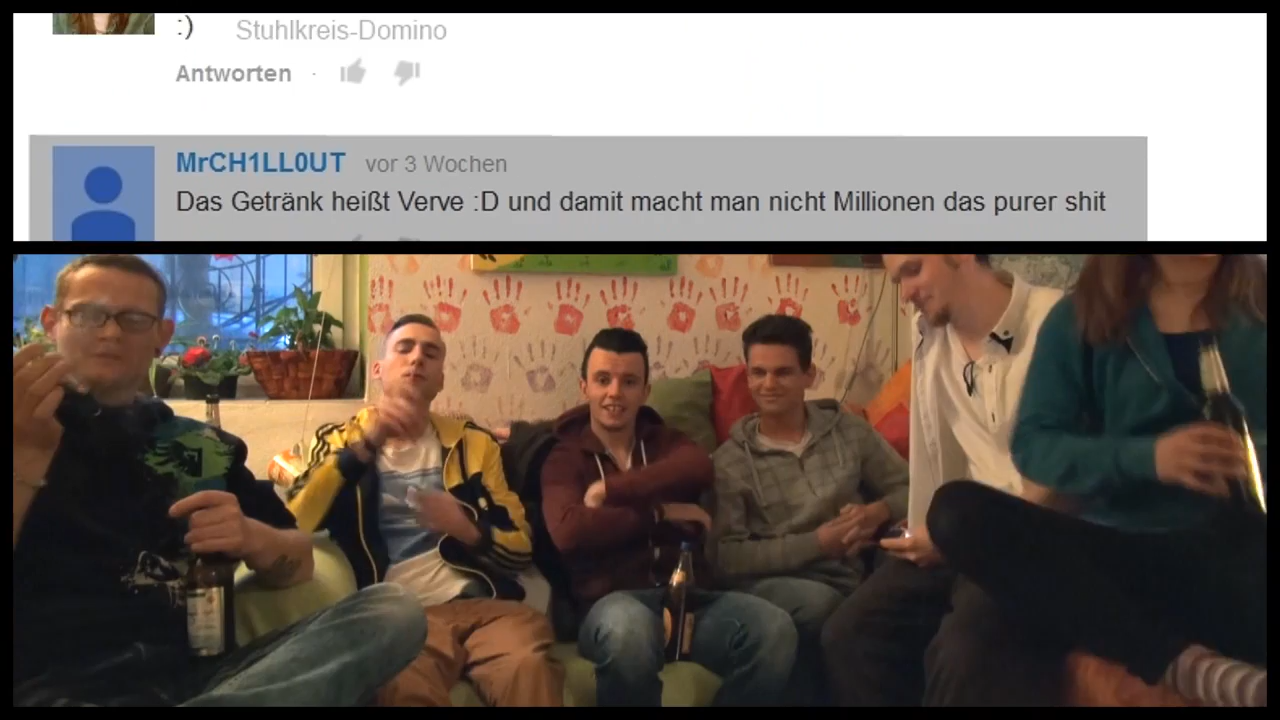 :) Stuhlkreis-Domino
Antworten ·
MrCH1LL0UT vor 3 Wochen
Das Getränk heißt Verve :D und damit macht man nicht Millionen das purer shit